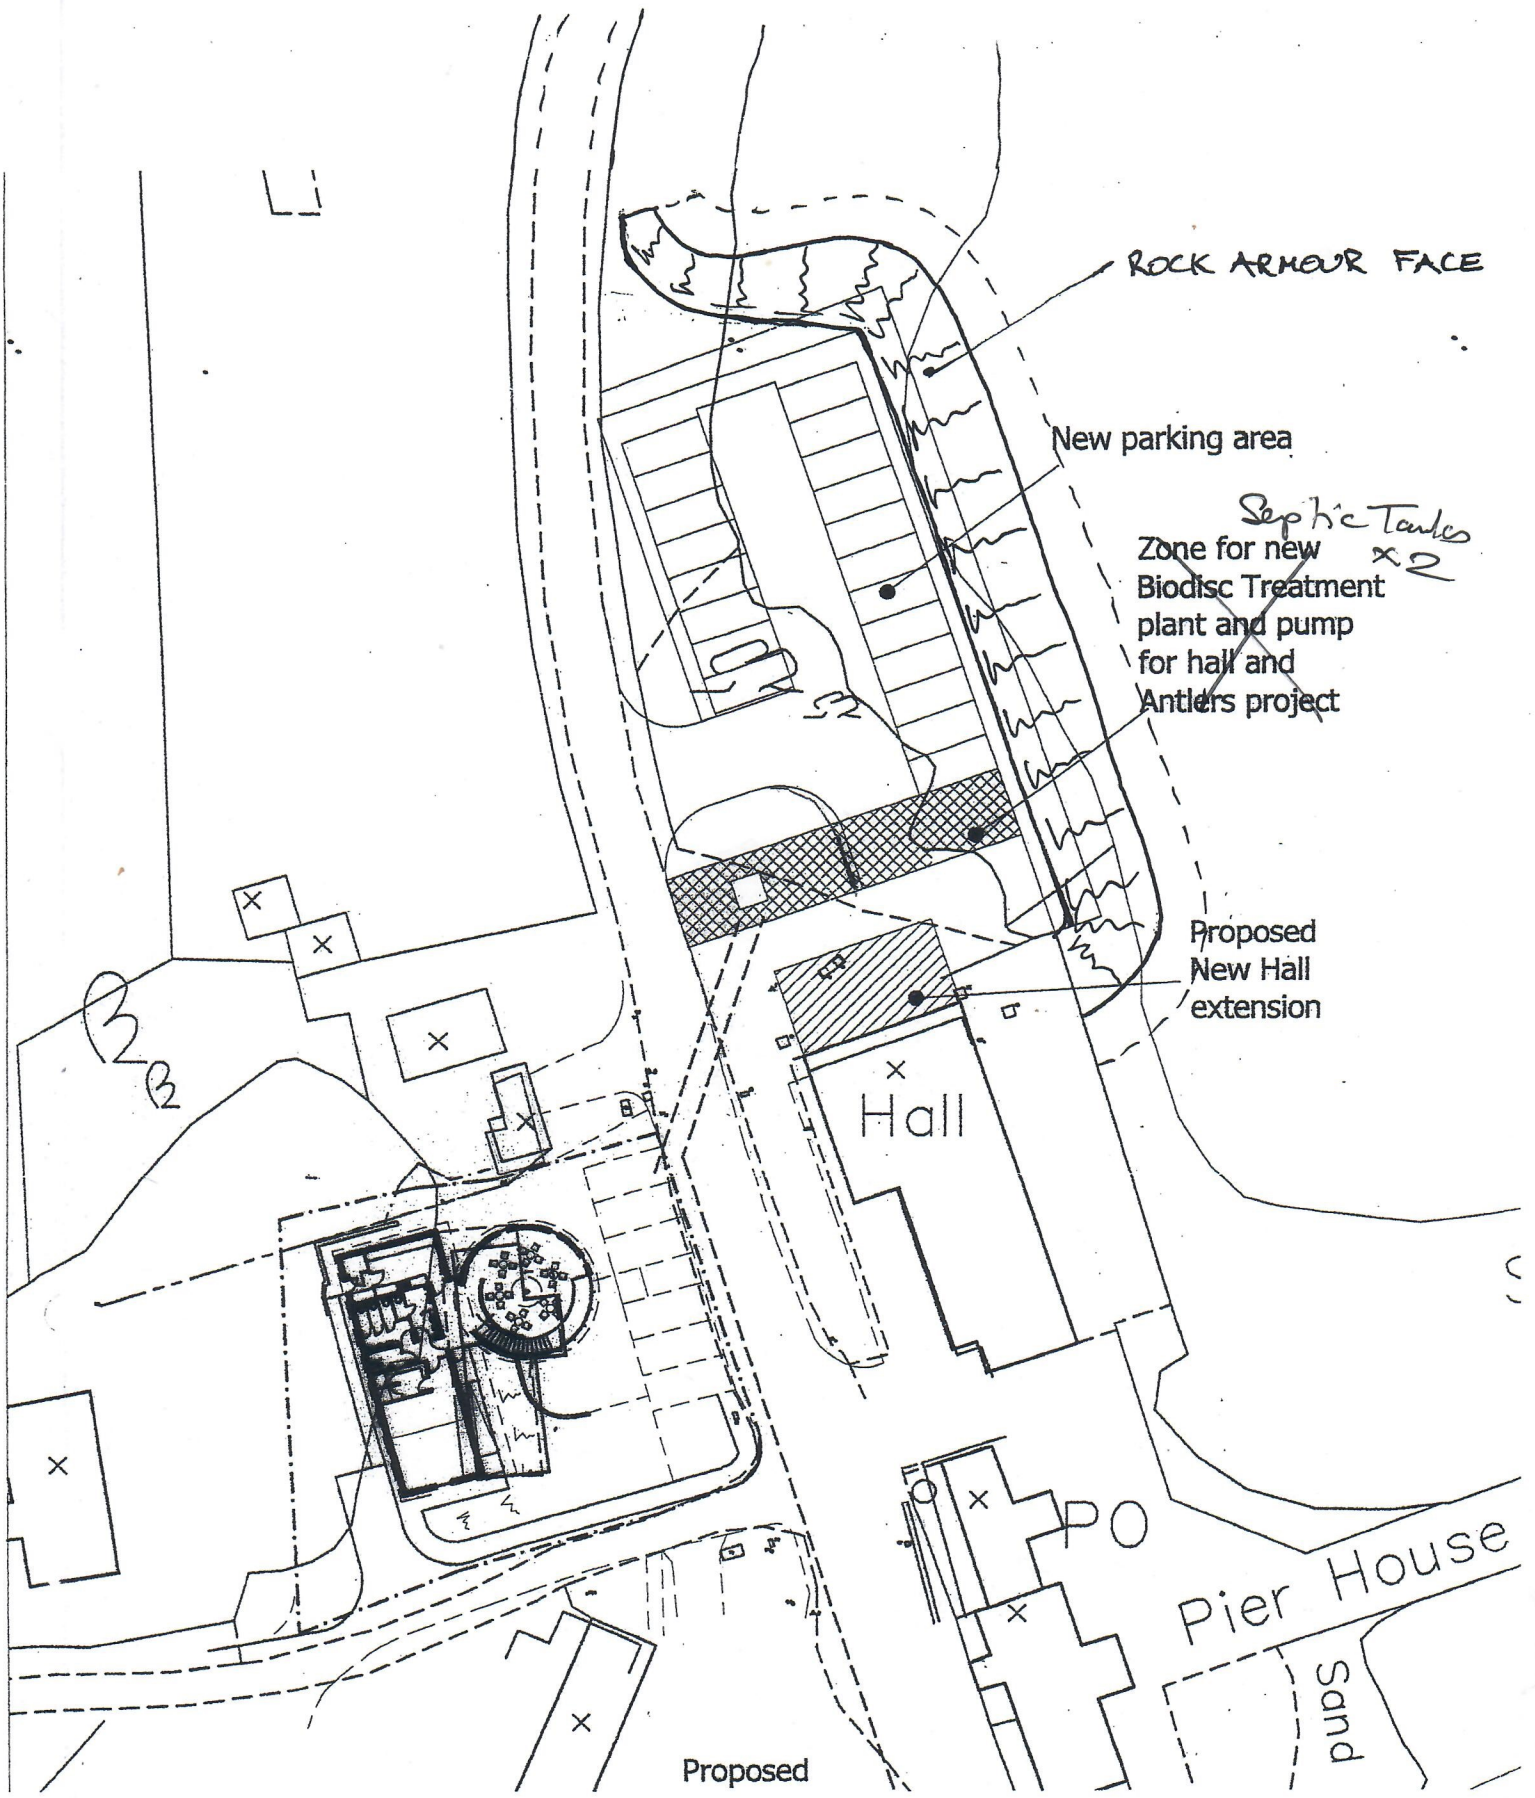 ROCK ARMOUR FACE
New parking area
Septic Tanks
x 2
Zone for new
Biodisc Treatment
plant and pump
for hall and
Antlers project
Proposed
New Hall
extension
Hall
PO
Pier House
Sand
Proposed